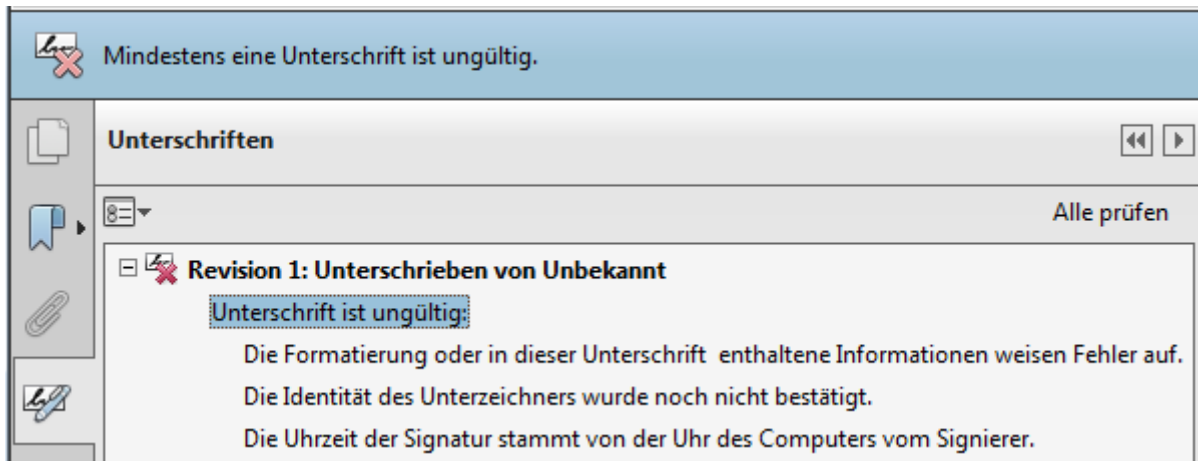 Mindestens eine Unterschrift ist ungültig.
Unterschriften
Alle prüfen
Revision 1: Unterschrieben von Unbekannt
Unterschrift ist ungültig:
Die Formatierung oder in dieser Unterschrift  enthaltene Informationen weisen Fehler auf.
Die Identität des Unterzeichners wurde noch nicht bestätigt.
Die Uhrzeit der Signatur stammt von der Uhr des Computers vom Signierer.